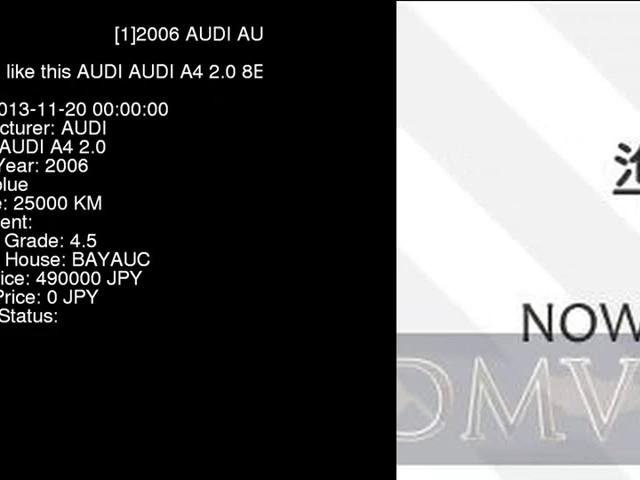 [1]2006 AUDI AU
like this AUDI AUDI A4 2.0 8E
013-11-20 00:00:00
cturer: AUDI
AUDI A4 2.0
Year: 2006
olue
e: 25000 KM
ent:
Grade: 4.5
House: BAYAUC
ice: 490000 JPY
Price: 0 JPY
Status:
NOW
DMV